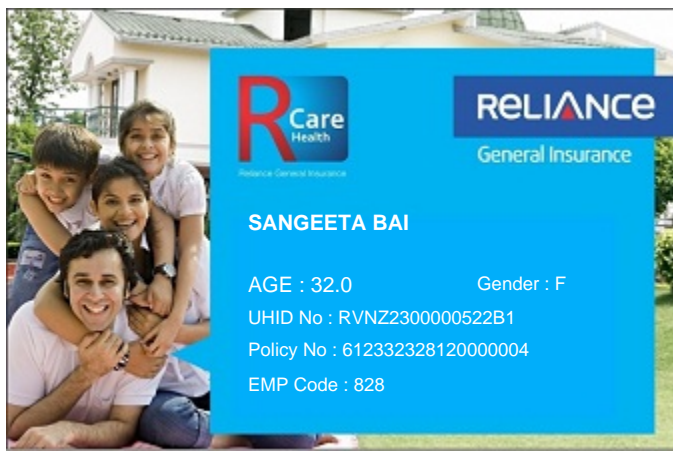 R Care
Health
Reliance General Insurance
RELIANCE
General Insurance
SANGEETA BAI
AGE : 32.0 Gender : F
UHID No : RVNZ2300000522B1
Policy No : 612332328120000004
EMP Code : 828